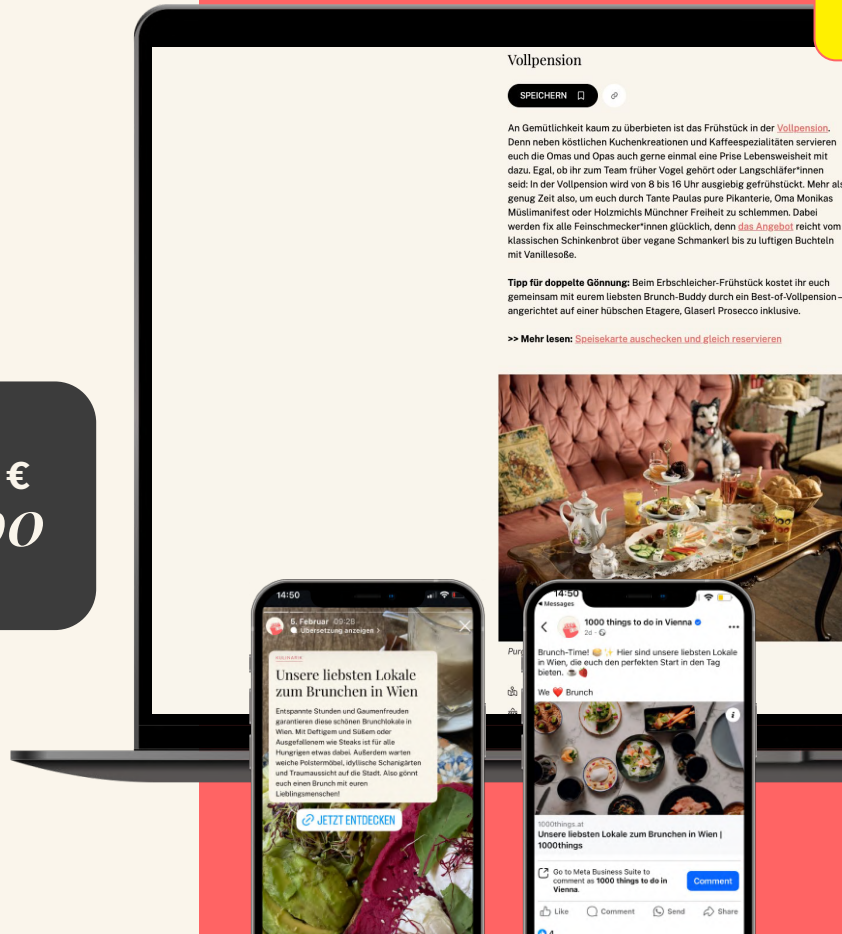 Vollpension
SPEICHERN
An Gemütlichkeit kaum zu überbieten ist das Frühstück in der Vollpension.
Denn neben köstlichen Kuchenkreationen und Kaffeespezialitäten servieren
euch die Omas und Opas auch gerne einmal eine Prise Lebensweisheit mit
dazu. Egal, ob ihr zum Team früher Vogel gehört oder Langschläfer*innen
seid: In der Vollpension wird von 8 bis 16 Uhr ausgiebig gefrühstückt. Mehr als
genug Zeit also, um euch durch Tante Paulas pure Pikanterie, Oma Monikas
Müslimanifest oder Holzmichls Münchner Freiheit zu schlemmen. Dabei
werden fix alle Feinschmecker*innen glücklich, denn das Angebot reicht vom
klassischen Schinkenbrot über vegane Schmankerl bis zu luftigen Buchteln
mit Vanillesoße.
Tipp für doppelte Gönnung: Beim Erbschleicher-Frühstück kostet ihr euch
gemeinsam mit eurem liebsten Brunch-Buddy durch ein Best-of-Vollpension –
angerichtet auf einer hübschen Etagere, Glaserl Prosecco inklusive.
>> Mehr lesen: Speisekarte auschecken und gleich reservieren
€
00
14:50
5. Februar 09:28
Übersetzung anzeigen >
KULINARIK
Unsere liebsten Lokale
zum Brunchen in Wien
Entspannte Stunden und Gaumenfreuden
garantieren diese schönen Brunchlokale in
Wien. Mit Deftigem und Süßem oder
Ausgefallenem wie Steaks ist für alle
Hungrigen etwas dabei. Außerdem warten
weiche Polstermöbel, idyllische Schanigärten
und Traumaussicht auf die Stadt. Also gönnt
euch einen Brunch mit euren
Lieblingsmenschen!
JETZT ENTDECKEN
14:50
Messages
1000 things to do in Vienna
2d
Brunch-Time! 🥞✨ Hier sind unsere liebsten Lokale
in Wien, die euch den perfekten Start in den Tag
bieten. ☕🍓
We ❤️ Brunch
1000things.at
Unsere liebsten Lokale zum Brunchen in Wien |
1000things
Go to Meta Business Suite to
comment as 1000 things to do in
Vienna.
Comment
Like Comment Send Share
4